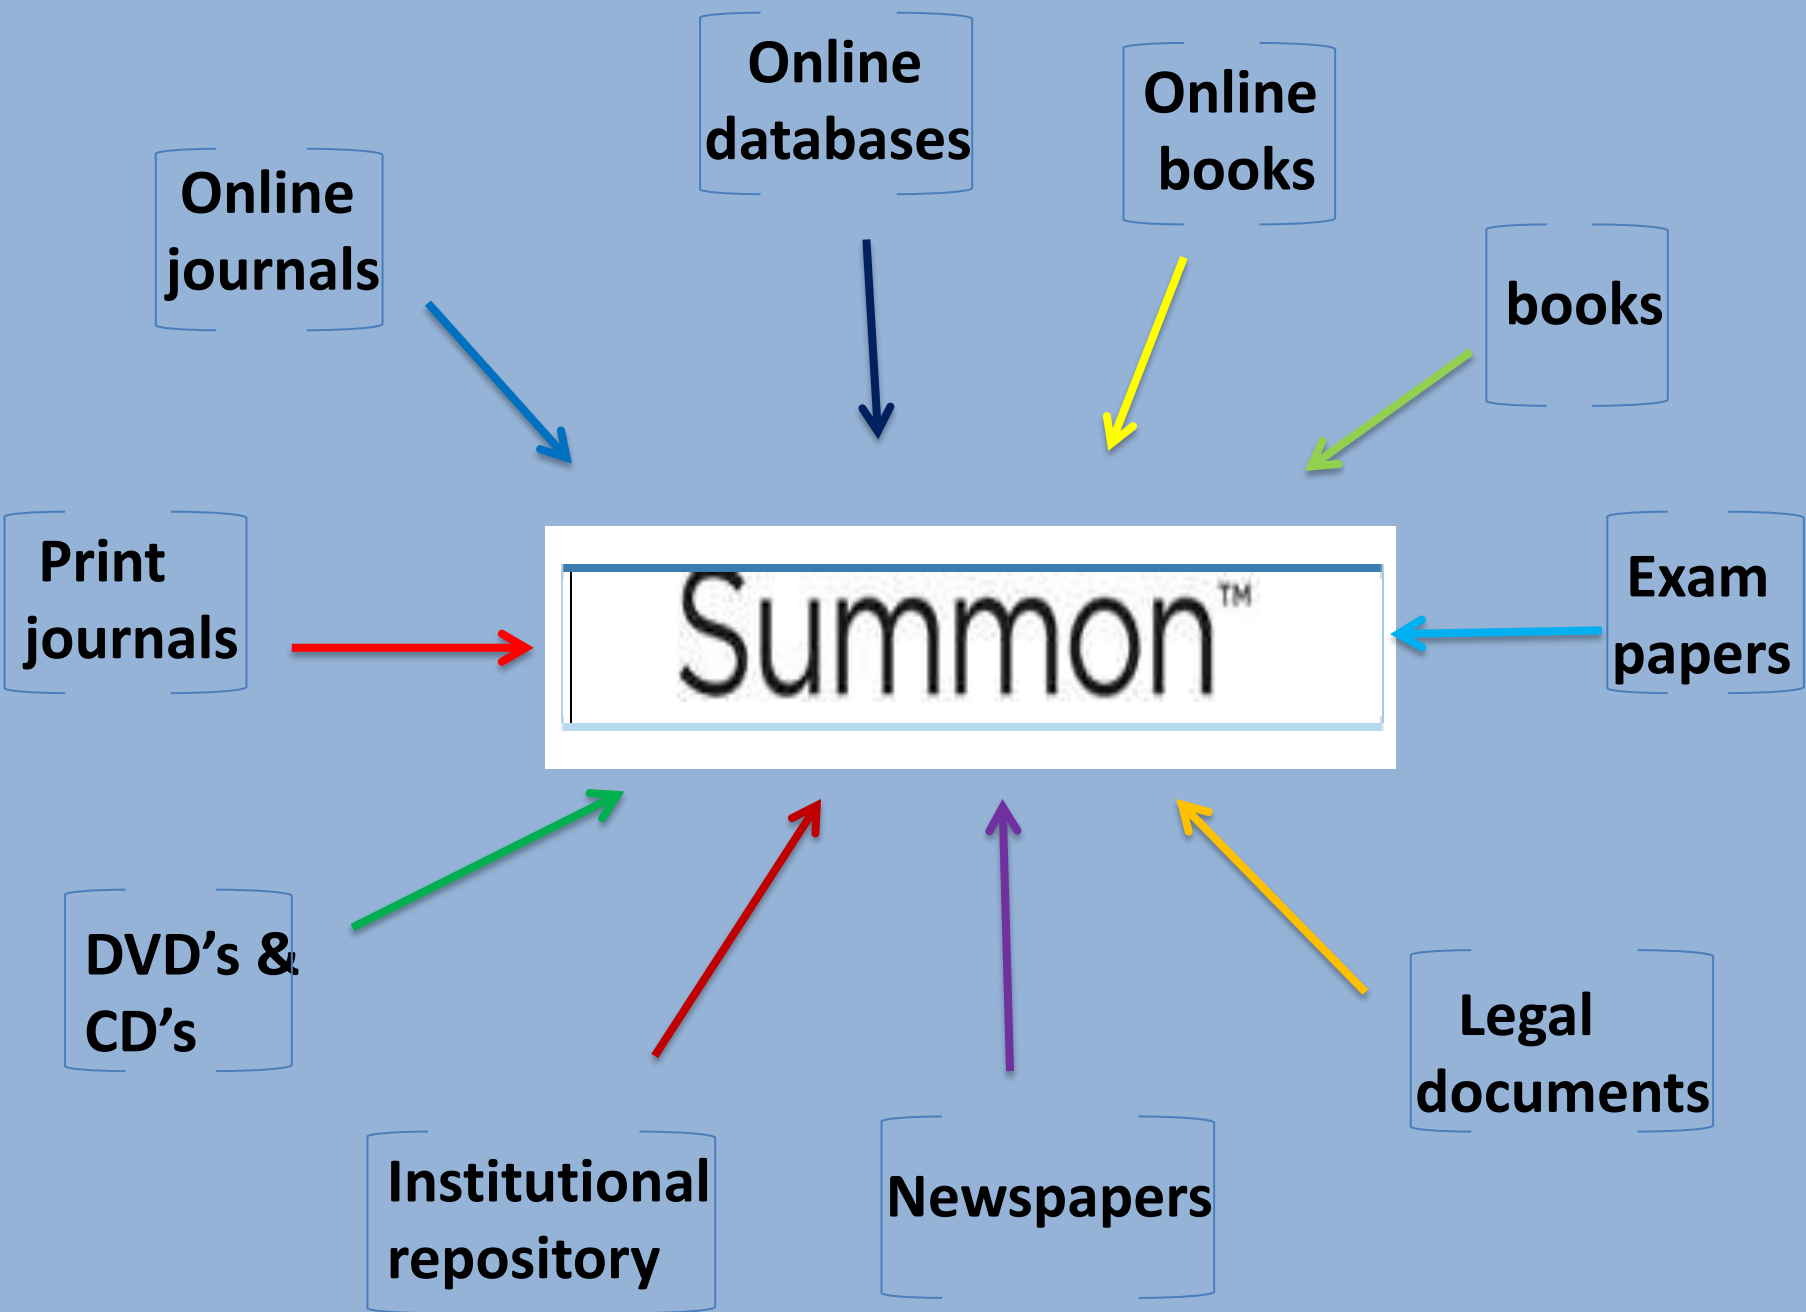 Online
databases
Online
books
Online
journals
books
Print
journals
Summon™
Exam
papers
DVD’s &
CD’s
Legal
documents
Institutional
repository
Newspapers